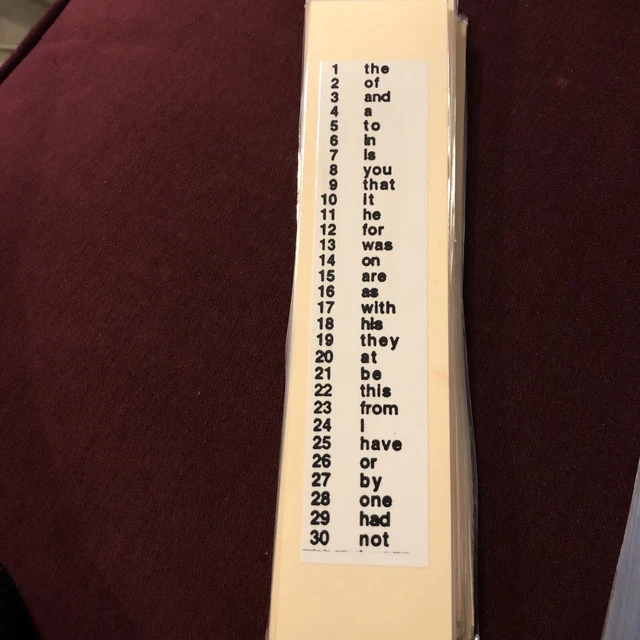 1 the
2 of
3 and
4 a
5 to
6 in
7 is
8 you
9 that
10 it
11 he
12 for
13 was
14 on
15 are
16 as
17 with
18 his
19 they
20 at
21 be
22 this
23 from
24 I
25 have
26 or
27 by
28 one
29 had
30 not